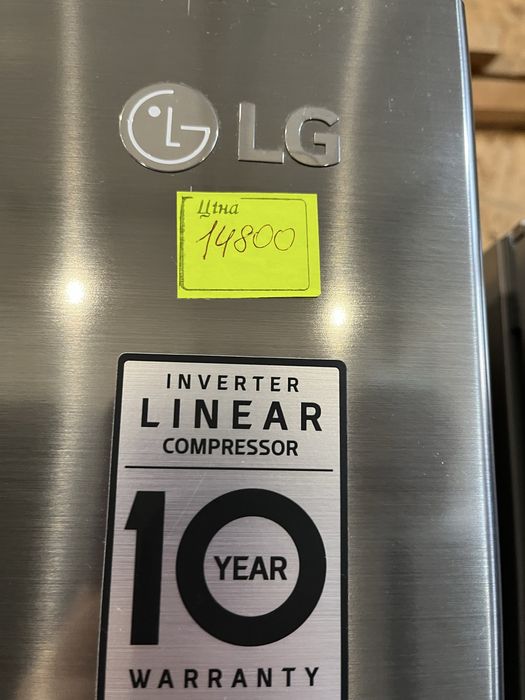 LG
Ціна
14800
INVERTER
LINEAR
COMPRESSOR
10
YEAR
WARRANTY